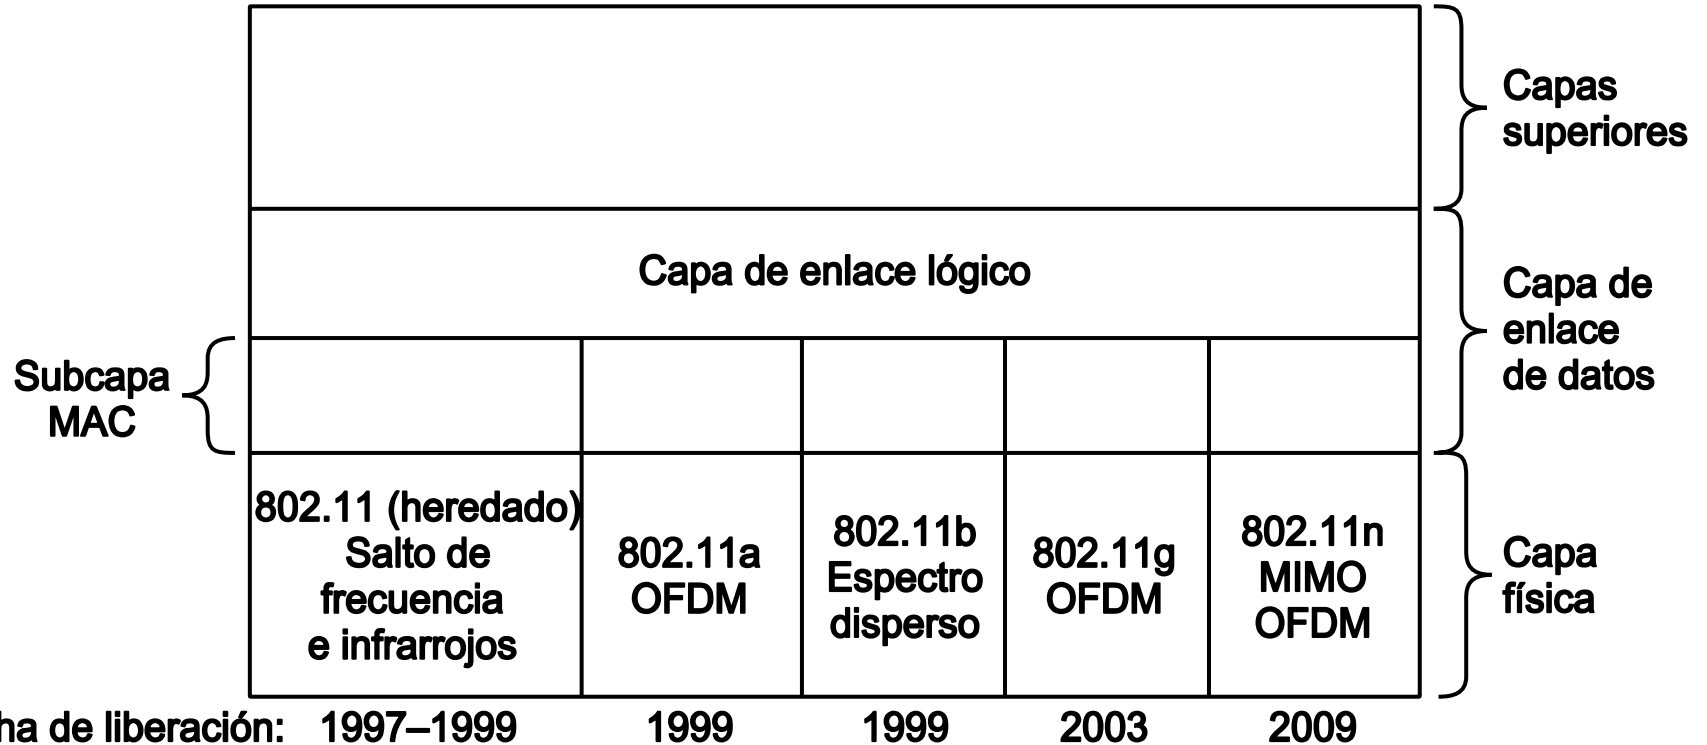 Capas
superiores
Capa de enlace lógico
Capa de
enlace
de datos
Subcapa
MAC
802.11 (heredado)
Salto de
frecuencia
e infrarrojos
802.11a
OFDM
802.11b
Espectro
disperso
802.11g
OFDM
802.11n
MIMO
OFDM
Capa
física
de liberación: 1997–1999 1999 1999 2003 2009